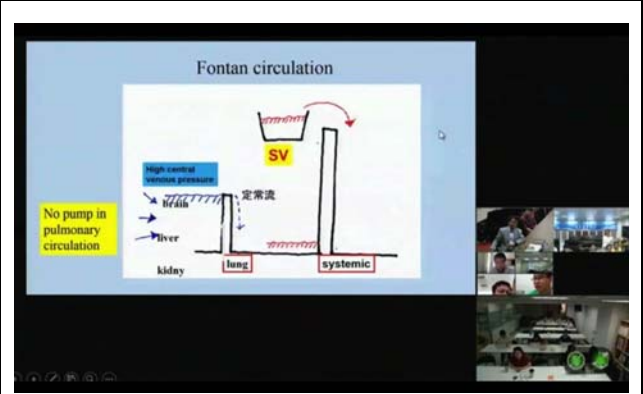 Fontan circulation
SV
High central
venous pressure
brain
定常流
No pump in
pulmonary
circulation
liver
lung
systemic
kidny